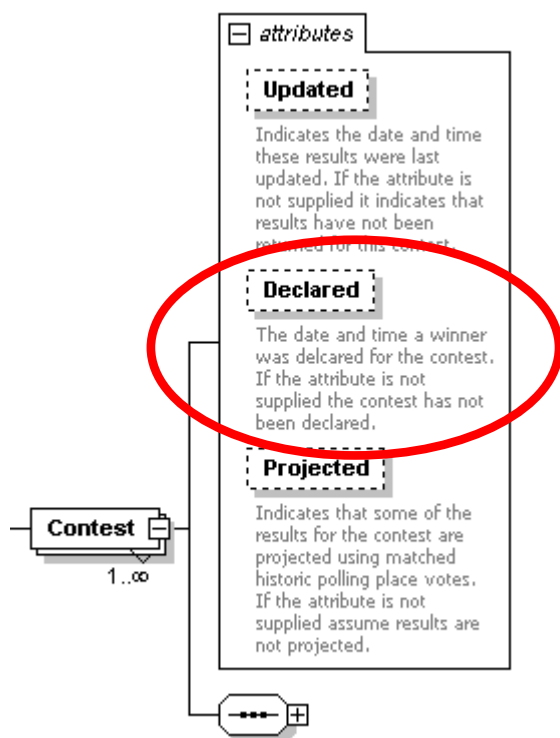 attributes
Updated
Indicates the date and time
these results were last
updated. If the attribute is
not supplied it indicates that
results have not been
returned for this contest.
Declared
The date and time a winner
was delcared for the contest.
If the attribute is not
supplied the contest has not
been declared.
Projected
Indicates that some of the
results for the contest are
projected using matched
historic polling place votes.
If the attribute is not
supplied assume results are
not projected.
Contest
1..∞